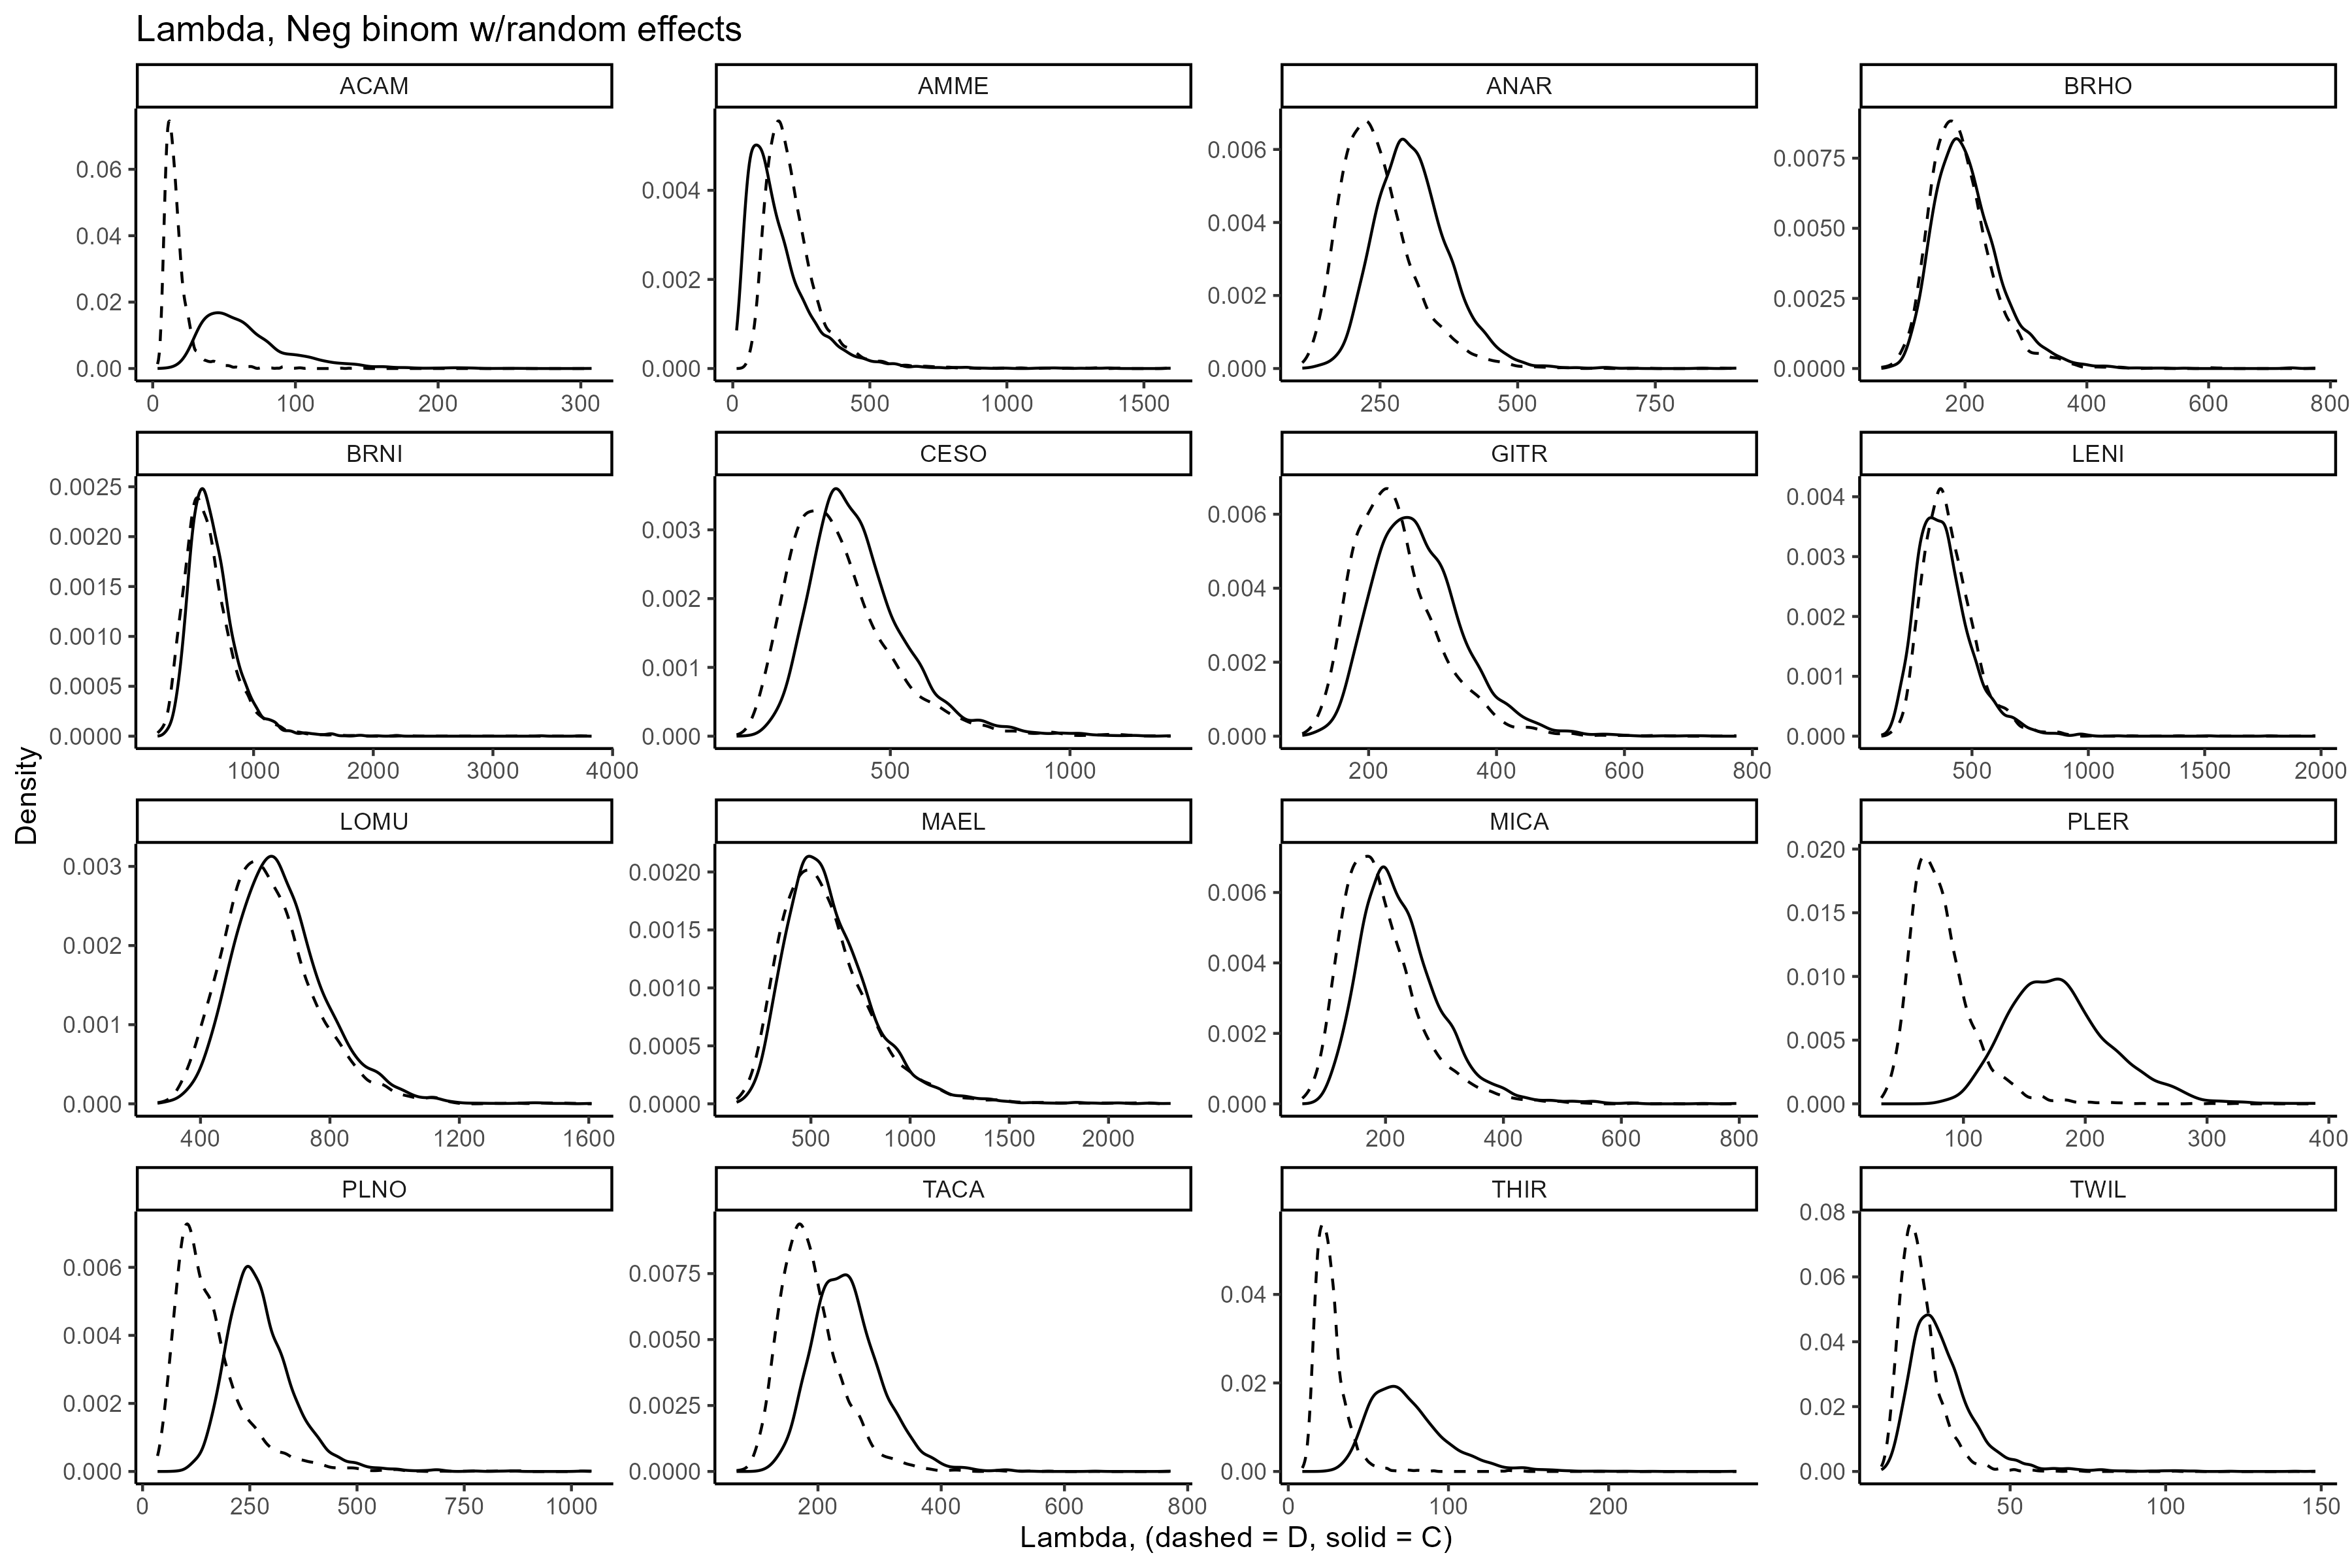 Lambda, Neg binom w/random effects
ACAM AMME ANAR BRHO
0.06 0.04 0.02 0.00
0.004 0.002 0.000
0.006 0.004 0.002 0.000
0.0075 0.0050 0.0025 0.0000
0 100 200 300
0 500 1000 1500
250 500 750
200 400 600 800
BRNI CESO GITR LENI
0.0025 0.0020 0.0015 0.0010 0.0005 0.0000
0.003 0.002 0.001 0.000
0.006 0.004 0.002 0.000
0.004 0.003 0.002 0.001 0.000
1000 2000 3000 4000
500 1000
200 400 600 800
500 1000 1500 2000
Density
LOMU MAEL MICA PLER
0.003 0.002 0.001 0.000
0.0020 0.0015 0.0010 0.0005 0.0000
0.006 0.004 0.002 0.000
0.020 0.015 0.010 0.005 0.000
400 800 1200 1600
500 1000 1500 2000
200 400 600 800
100 200 300 400
PLNO TACA THIR TWIL
0.006 0.004 0.002 0.000
0.0075 0.0050 0.0025 0.0000
0.04 0.02 0.00
0.08 0.06 0.04 0.02 0.00
0 250 500 750 1000
200 400 600 800
0 100 200
50 100 150
Lambda, (dashed = D, solid = C)